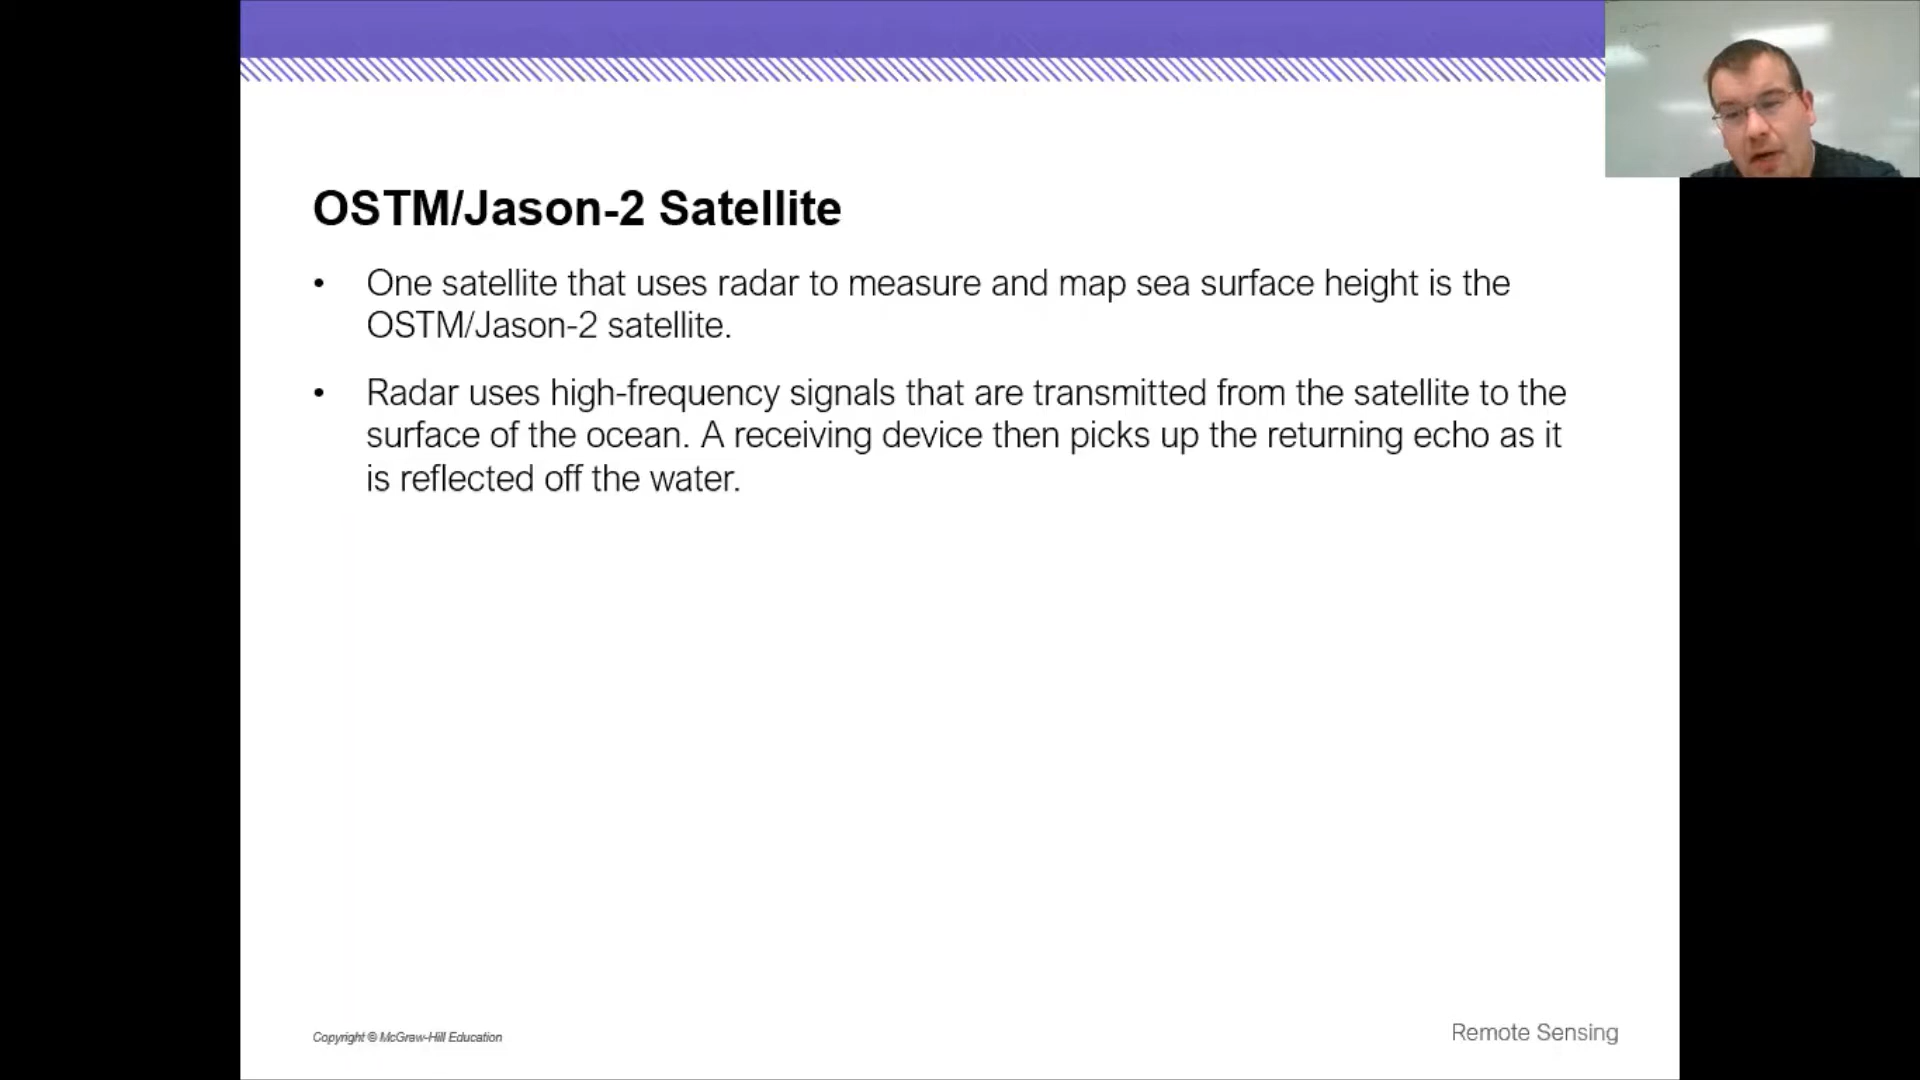 OSTM/Jason-2 Satellite
• One satellite that uses radar to measure and map sea surface height is the
OSTM/Jason-2 satellite.
• Radar uses high-frequency signals that are transmitted from the satellite to the
surface of the ocean. A receiving device then picks up the returning echo as it
is reflected off the water.
Copyright © McGraw-Hill Education
Remote Sensing